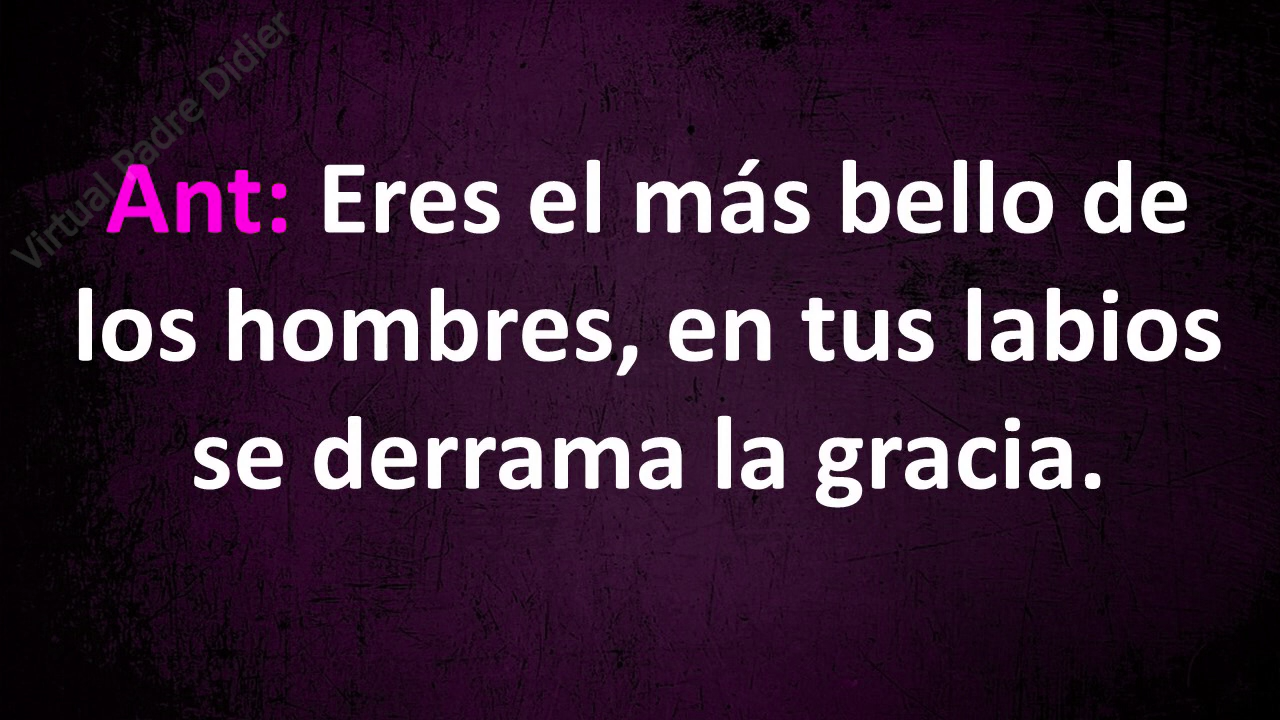 Virtual Padre Didier
Ant: Eres el más bello de
los hombres, en tus labios
se derrama la gracia.